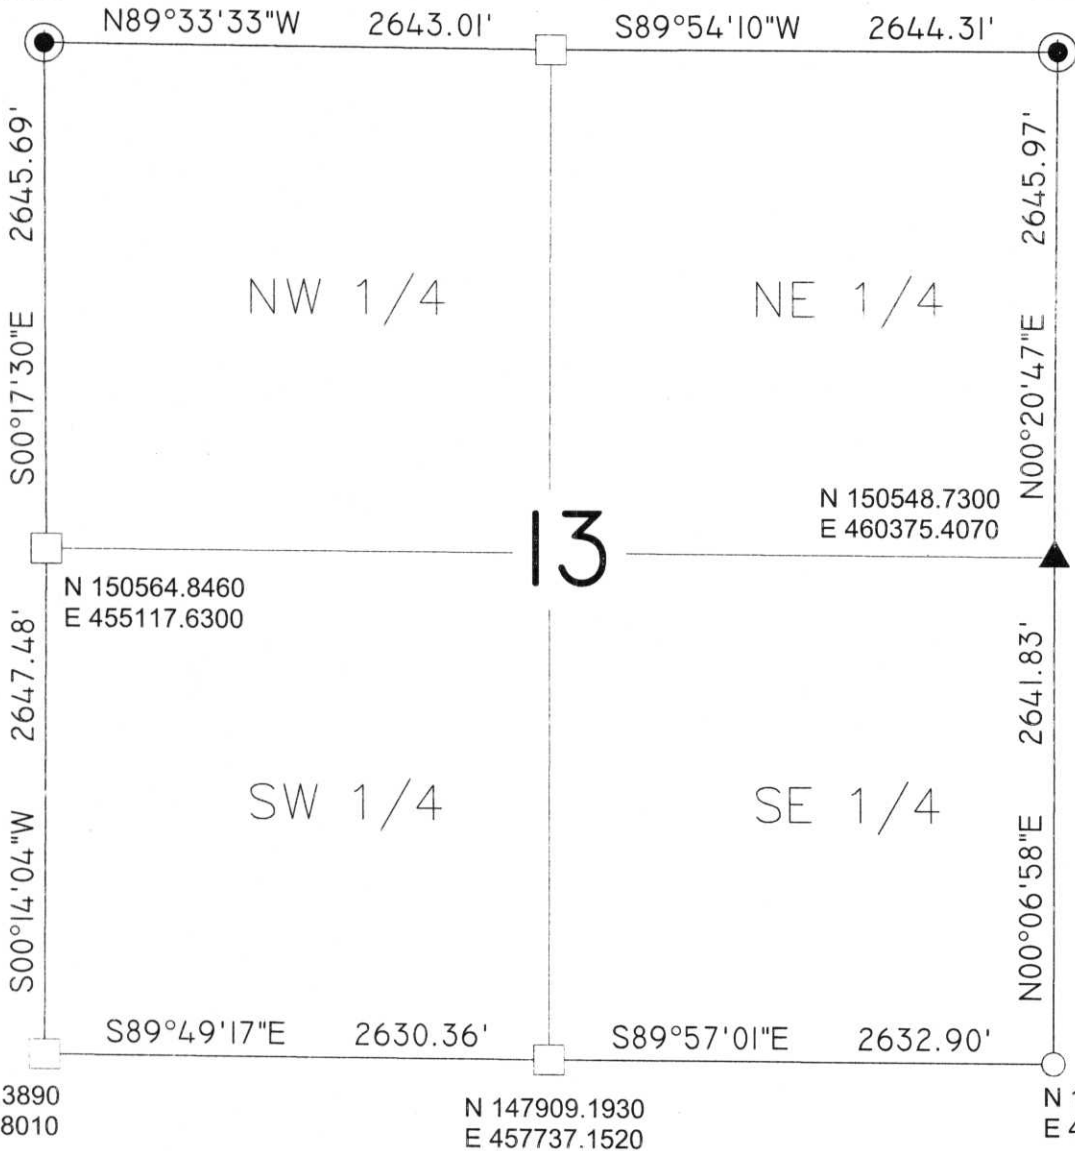 N89°33'33"W 2643.01' S89°54'10"W 2644.31'
S00°17'30"E 2645.69'
N00°20'47"E 2645.97'
NW 1/4
NE 1/4
N 150548.7300
E 460375.4070
13
N 150564.8460
E 455117.6300
S00°14'04"W 2647.48'
N00°06'58"E 2641.83'
SW 1/4
SE 1/4
S89°49'17"E 2630.36' S89°57'01"E 2632.90'
3890
8010
N 147909.1930
E 457737.1520
N 1
E 4